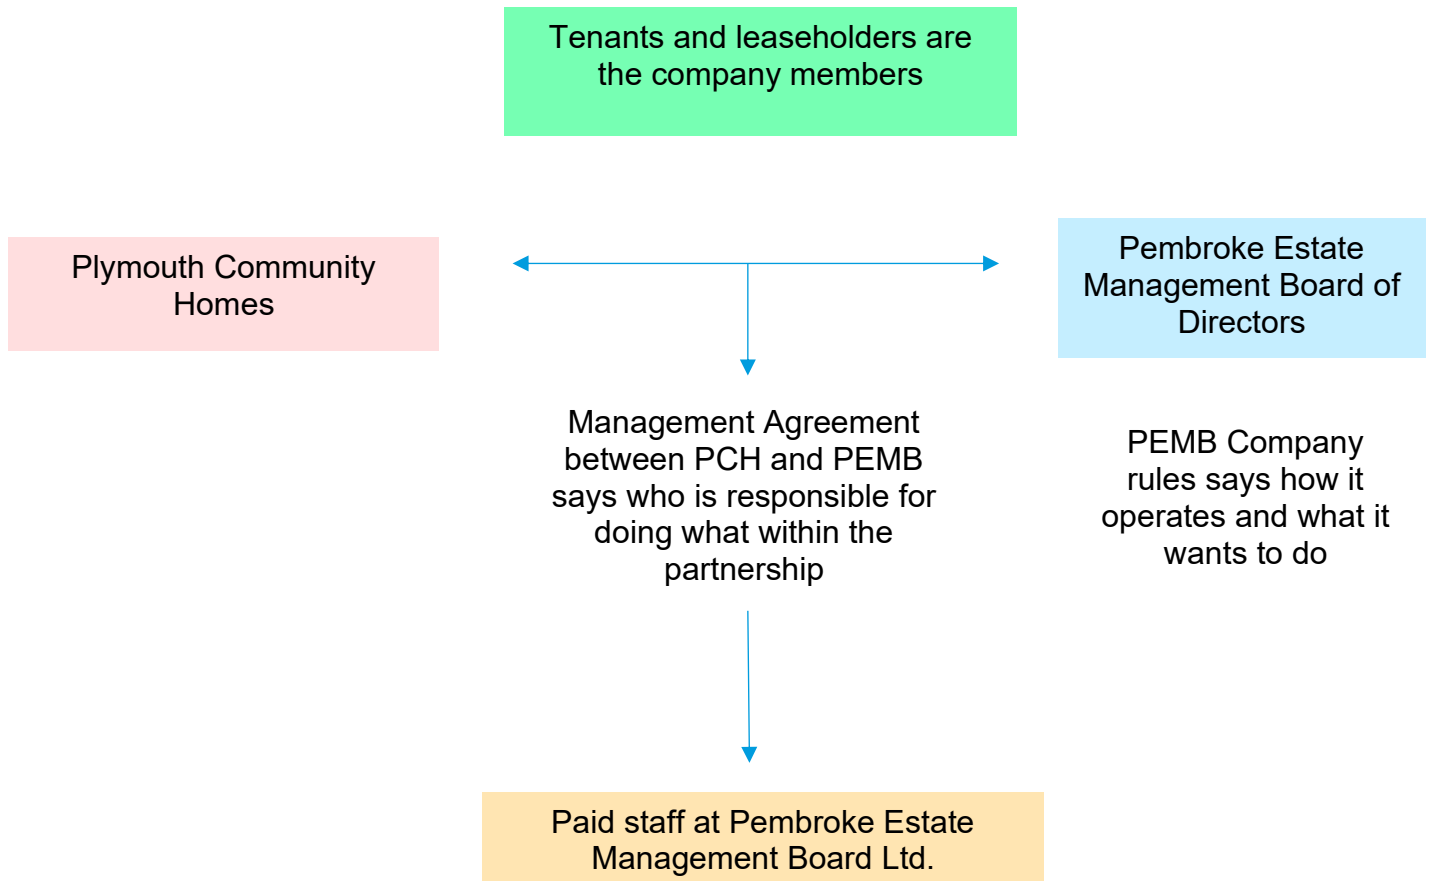 Tenants and leaseholders are
the company members
Plymouth Community
Homes
Pembroke Estate
Management Board of
Directors
Management Agreement
between PCH and PEMB
says who is responsible for
doing what within the
partnership
PEMB Company
rules says how it
operates and what it
wants to do
Paid staff at Pembroke Estate
Management Board Ltd.